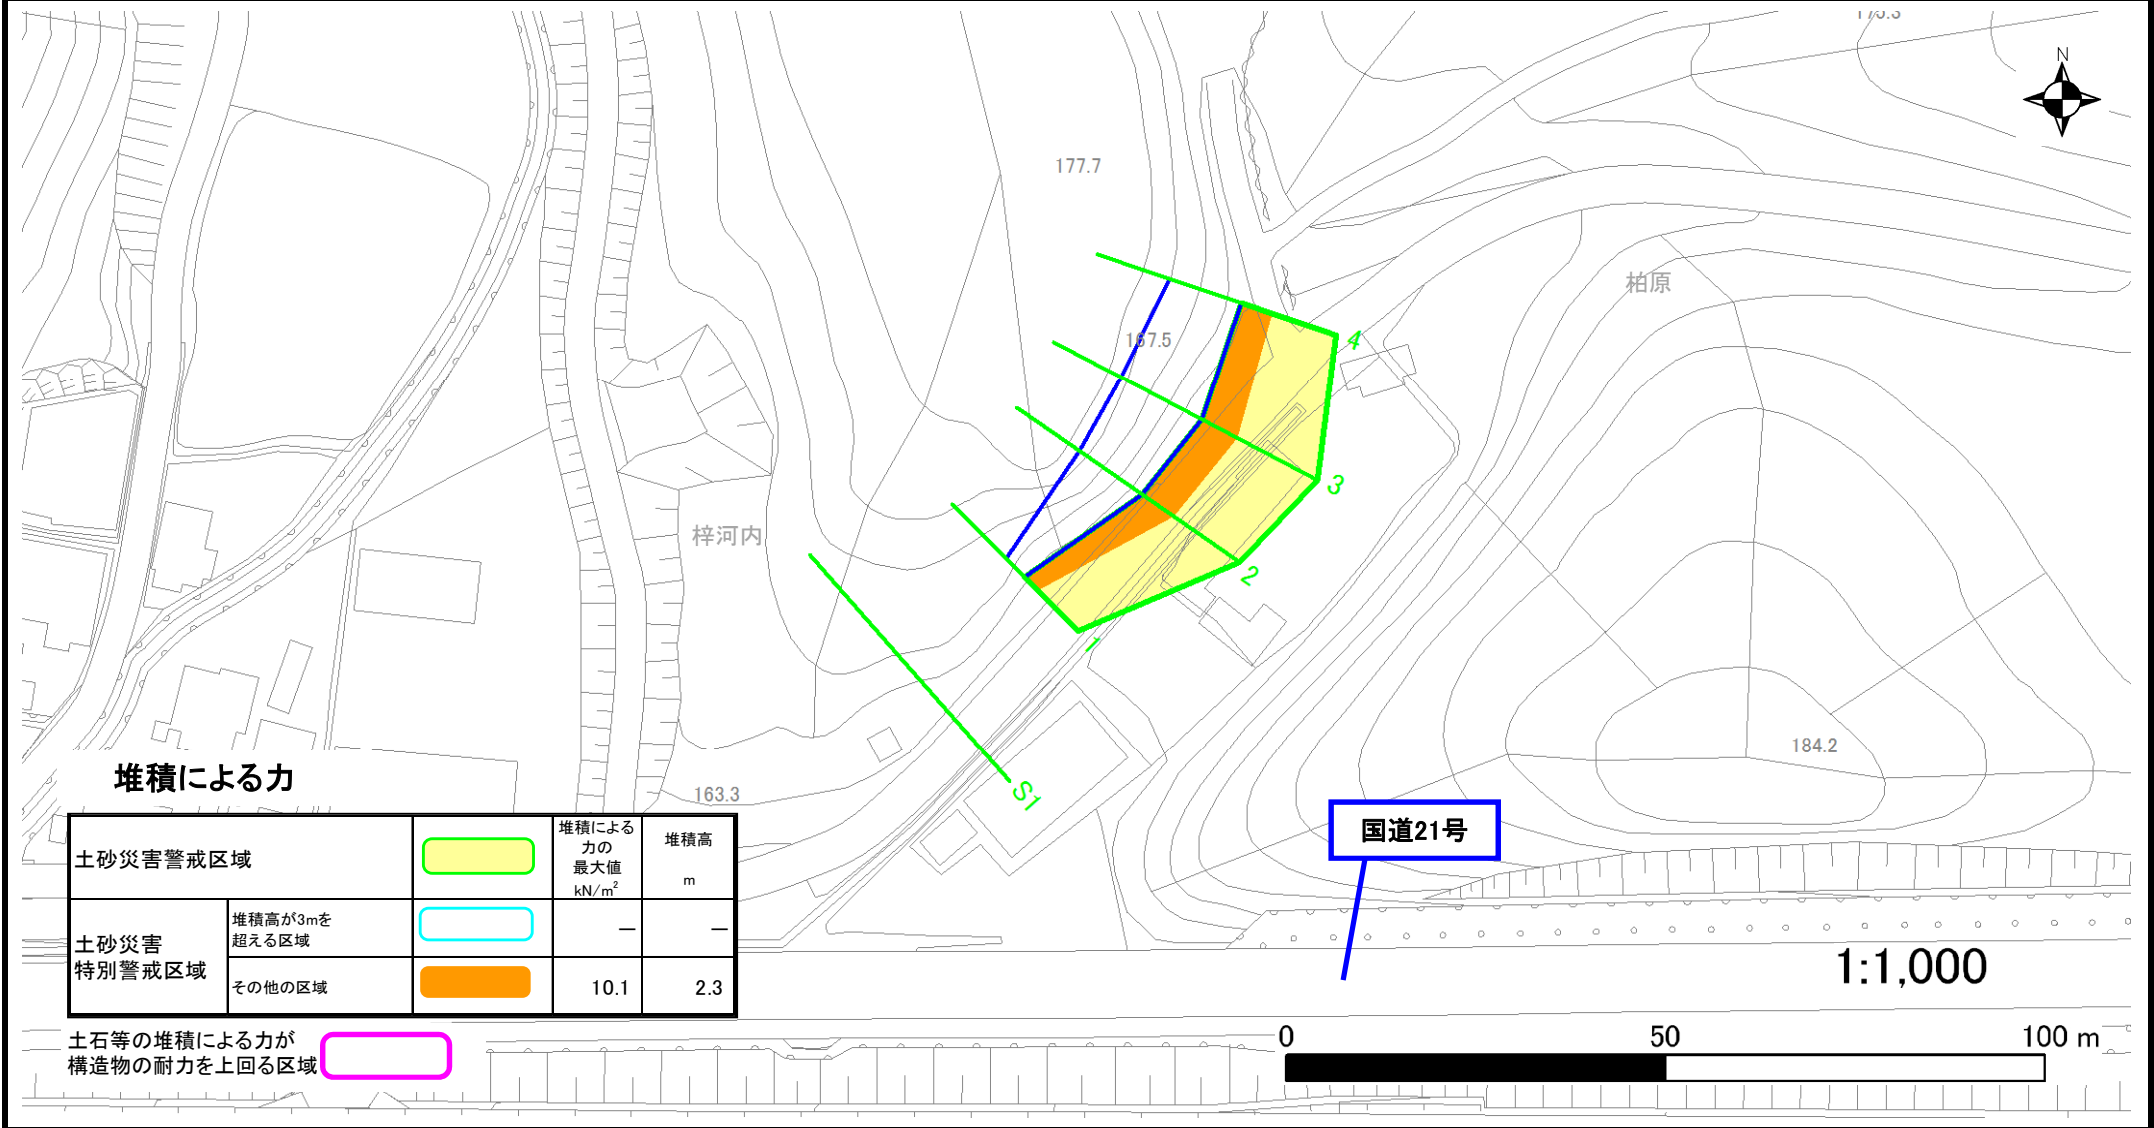 175.3
N
177.7
柏原
167.5
4
3
梓河内
2
1
184.2
S1
163.3
国道21号
堆積による力
土砂災害警戒区域
堆積による
力の
最大値
kN/m²
堆積高
m
土砂災害
特別警戒区域
堆積高が3mを
超える区域
－
－
その他の区域
10.1
2.3
土石等の堆積による力が
構造物の耐力を上回る区域
1:1,000
0
50
100 m